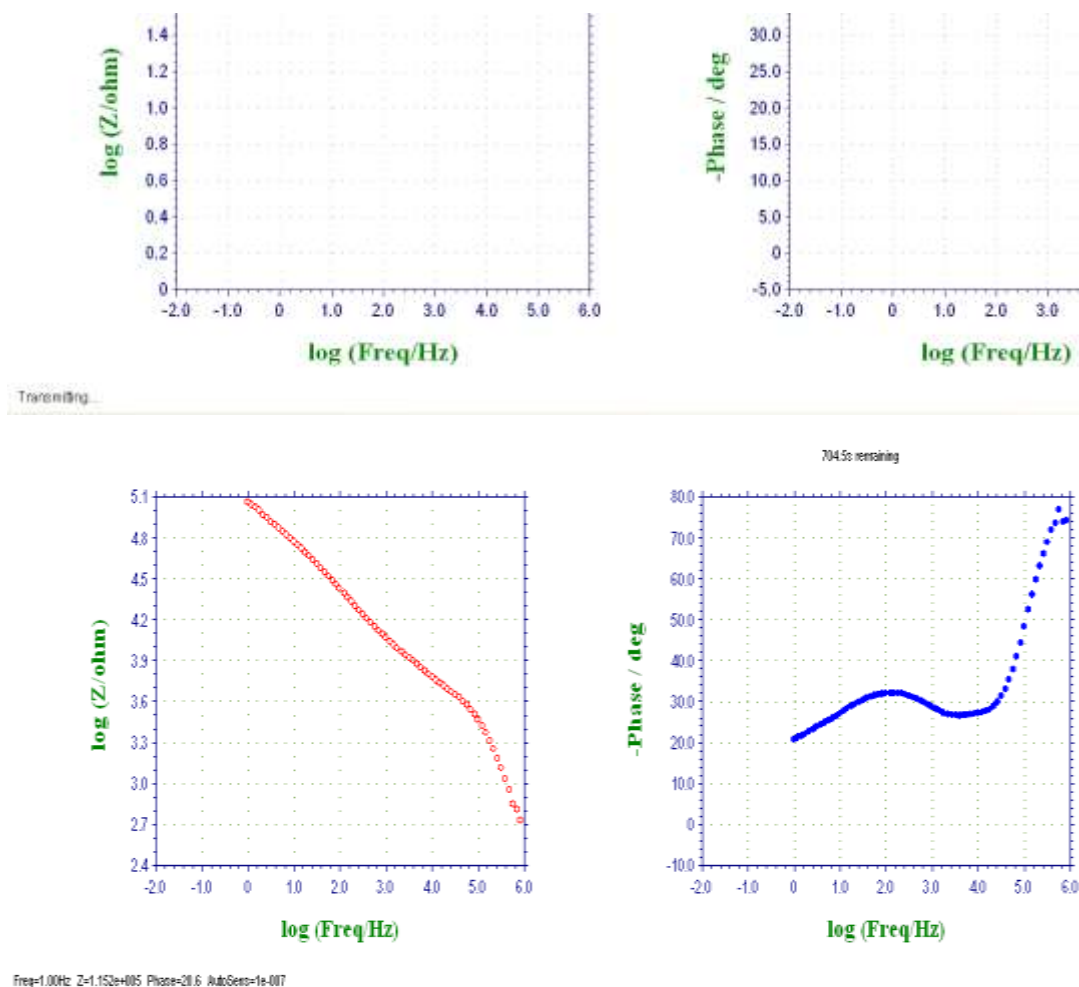 1.4
1.2
1.0
0.8
0.6
0.4
0.2
0
-2.0 -1.0 0 1.0 2.0 3.0 4.0 5.0 6.0
log (Z/ohm)
log (Freq/Hz)
30.0
25.0
20.0
15.0
10.0
5.0
0
-5.0
-2.0 -1.0 0 1.0 2.0 3.0
-Phase / deg
log (Freq/Hz)
Transmitting...
704.5s remaining
5.1
4.8
4.5
4.2
3.9
3.6
3.3
3.0
2.7
2.4
-2.0 -1.0 0 1.0 2.0 3.0 4.0 5.0 6.0
log (Z/ohm)
log (Freq/Hz)
80.0
70.0
60.0
50.0
40.0
30.0
20.0
10.0
0
-10.0
-2.0 -1.0 0 1.0 2.0 3.0 4.0 5.0 6.0
-Phase / deg
log (Freq/Hz)
Freq=1.00Hz Z=1.152e+005 Phase=20.6 AutoSens=1e-007